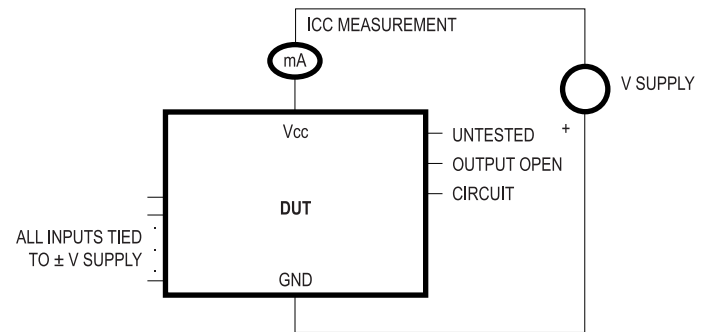 ICC MEASUREMENT
mA
V SUPPLY
+
Vcc
UNTESTED
OUTPUT OPEN
CIRCUIT
DUT
ALL INPUTS TIED
TO ± V SUPPLY
GND